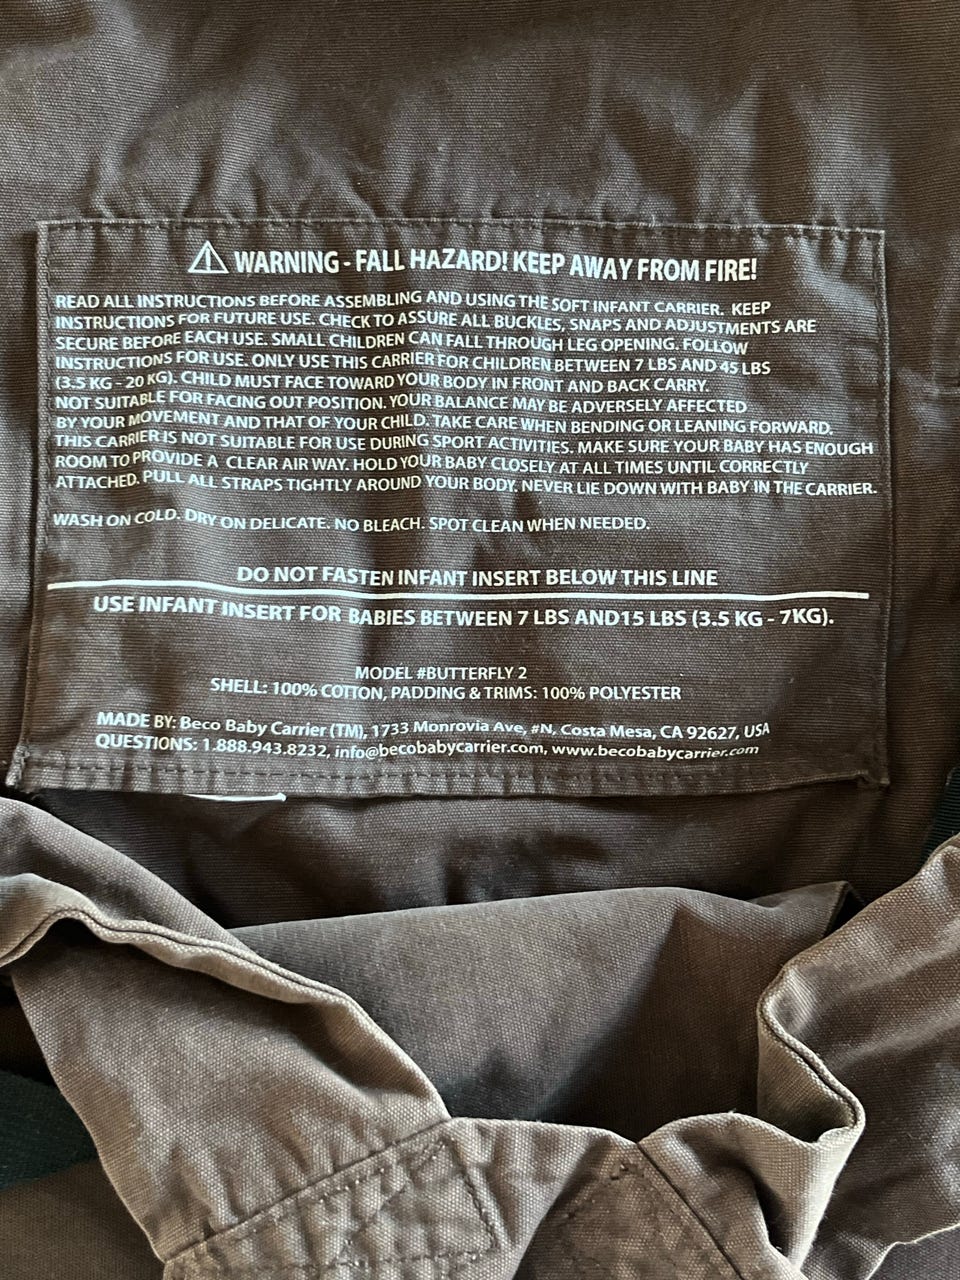 WARNING - FALL HAZARD! KEEP AWAY FROM FIRE!
READ ALL INSTRUCTIONS BEFORE ASSEMBLING AND USING THE SOFT INFANT CARRIER. KEEP
INSTRUCTIONS FOR FUTURE USE. CHECK TO ASSURE ALL BUCKLES, SNAPS AND ADJUSTMENTS ARE
SECURE BEFORE EACH USE. SMALL CHILDREN CAN FALL THROUGH LEG OPENING. FOLLOW
INSTRUCTIONS FOR USE. ONLY USE THIS CARRIER FOR CHILDREN BETWEEN 7 LBS AND 45 LBS
(3.5 KG - 20 KG). CHILD MUST FACE TOWARD YOUR BODY IN FRONT AND BACK CARRY.
NOT SUITABLE FOR FACING OUT POSITION. YOUR BALANCE MAY BE ADVERSELY AFFECTED
BY YOUR MOVEMENT AND THAT OF YOUR CHILD. TAKE CARE WHEN BENDING OR LEANING FORWARD.
THIS CARRIER IS NOT SUITABLE FOR USE DURING SPORT ACTIVITIES. MAKE SURE YOUR BABY HAS ENOUGH
ROOM TO PROVIDE A CLEAR AIR WAY. HOLD YOUR BABY CLOSELY AT ALL TIMES UNTIL CORRECTLY
ATTACHED. PULL ALL STRAPS TIGHTLY AROUND YOUR BODY. NEVER LIE DOWN WITH BABY IN THE CARRIER.
WASH ON COLD. DRY ON DELICATE. NO BLEACH. SPOT CLEAN WHEN NEEDED.
DO NOT FASTEN INFANT INSERT BELOW THIS LINE
USE INFANT INSERT FOR BABIES BETWEEN 7 LBS AND15 LBS (3.5 KG - 7KG).
MODEL #BUTTERFLY 2
SHELL: 100% COTTON, PADDING & TRIMS: 100% POLYESTER
MADE BY: Beco Baby Carrier (TM), 1733 Monrovia Ave, #N, Costa Mesa, CA 92627, USA
QUESTIONS: 1.888.943.8232, info@becobabycarrier.com, www.becobabycarrier.com